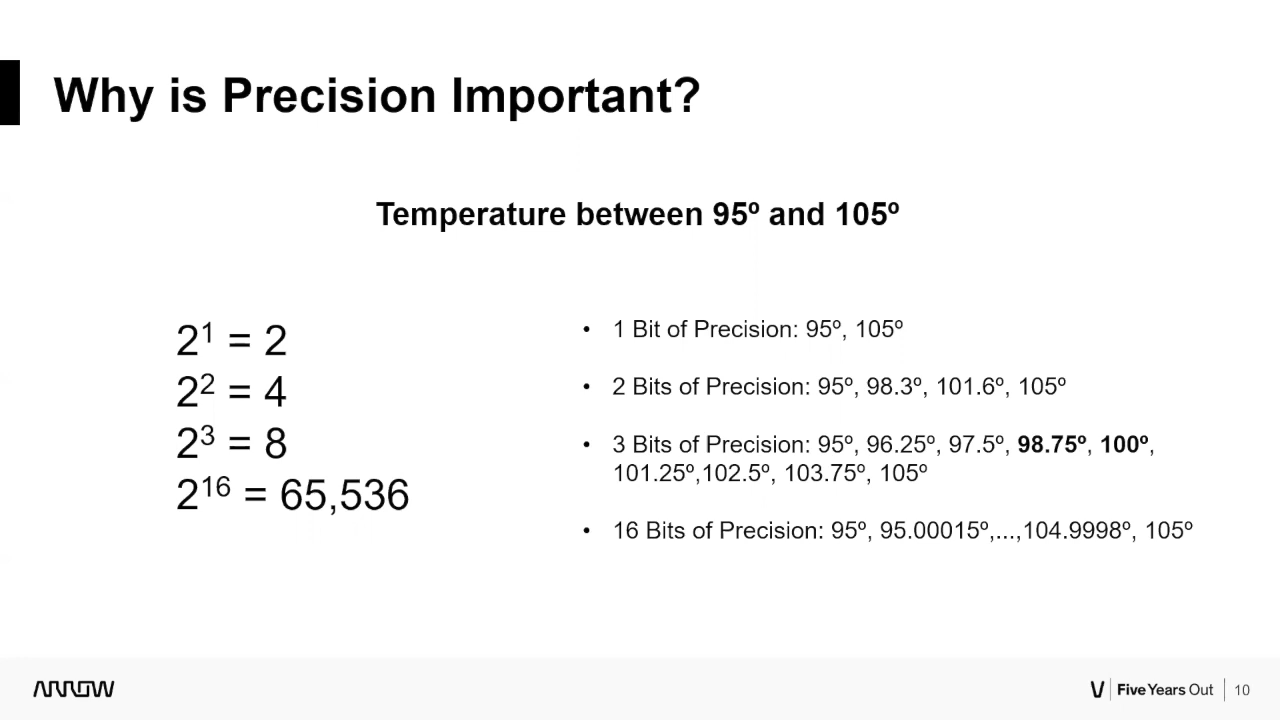 Why is Precision Important?
Temperature between 95º and 105º
2¹ = 2
2² = 4
2³ = 8
2¹⁶ = 65,536
• 1 Bit of Precision: 95º, 105º
• 2 Bits of Precision: 95º, 98.3º, 101.6º, 105º
• 3 Bits of Precision: 95º, 96.25º, 97.5º, 98.75º, 100º,
101.25º,102.5º, 103.75º, 105º
• 16 Bits of Precision: 95º, 95.00015º,...,104.9998º, 105º
ARROW
Five Years Out
10